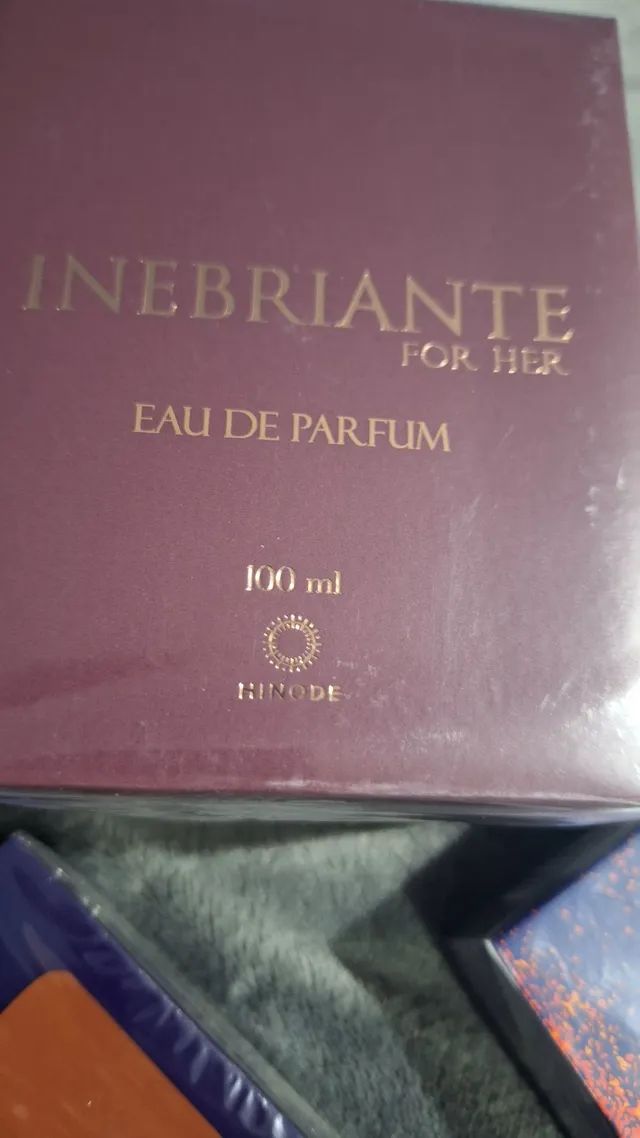 INEBRIANTE
FOR HER
EAU DE PARFUM
100 ml
HINODE